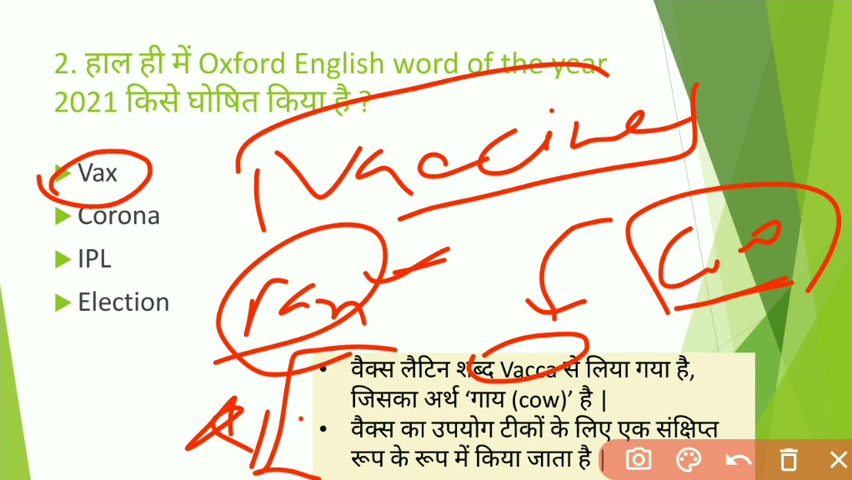 2. हाल ही में Oxford English word of the year
2021 किसे घोषित किया है ?
Vaccine
Vax
Corona
IPL
Election
वैक्स लैटिन शब्द Vacca से लिया गया है,
जिसका अर्थ ‘गाय (cow)’ है |
वैक्स का उपयोग टीकों के लिए एक संक्षिप्त
रूप के रूप में किया जाता है |